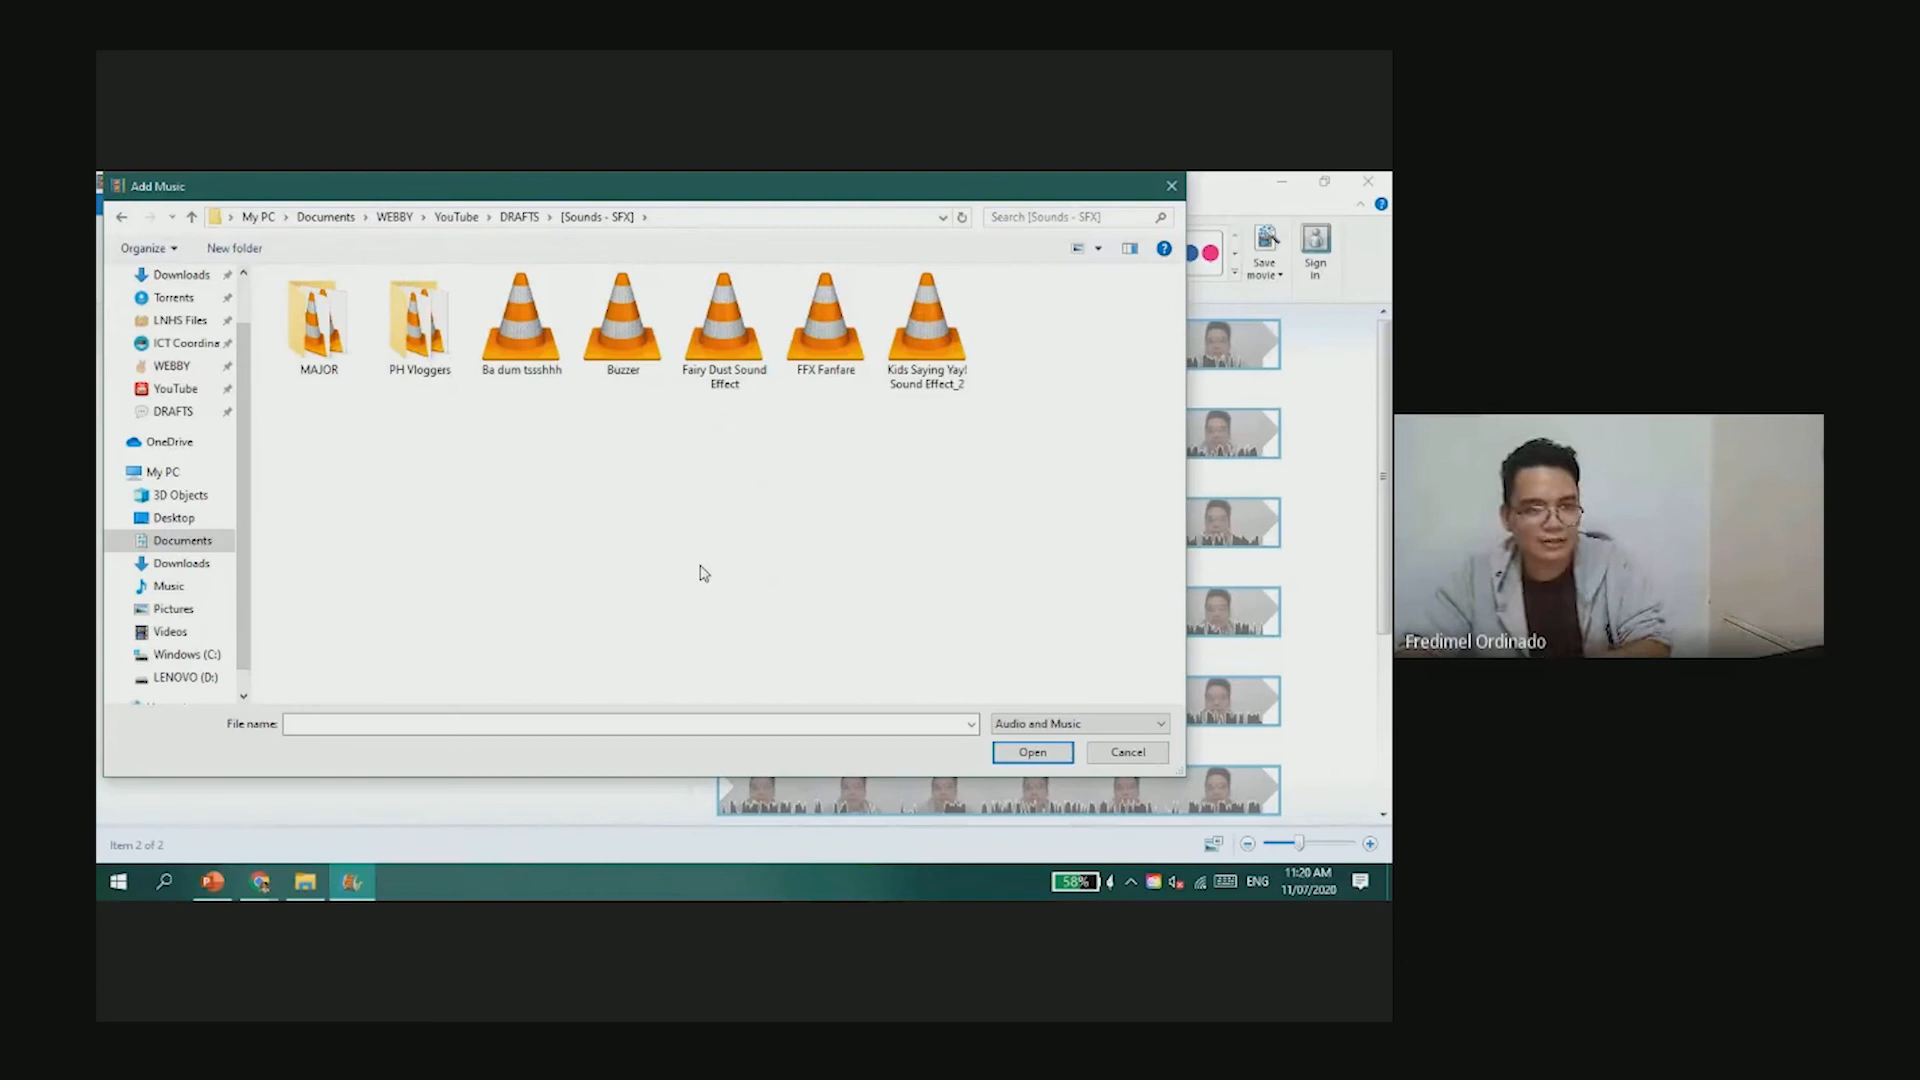 Add Music
My PC > Documents > WEBBY > YouTube > DRAFTS > [Sounds - SFX] >
Search [Sounds - SFX]
Organize
New folder
Save movie
Sign in
Downloads
Torrents
LNHS Files
ICT Coordina
WEBBY
YouTube
DRAFTS
OneDrive
My PC
3D Objects
Desktop
Documents
Downloads
Music
Pictures
Videos
Windows (C:)
LENOVO (D:)
MAJOR
PH Vloggers
Ba dum tssshhh
Buzzer
Fairy Dust Sound
Effect
FFX Fanfare
Kids Saying Yay!
Sound Effect_2
File name:
Audio and Music
Open
Cancel
Fredimel Ordinado
Item 2 of 2
58%
ENG
11:20 AM
11/07/2020